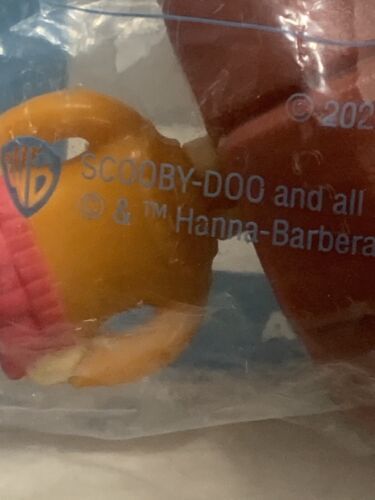 © 202
WB
SCOOBY-DOO and all
© & ™ Hanna-Barbera